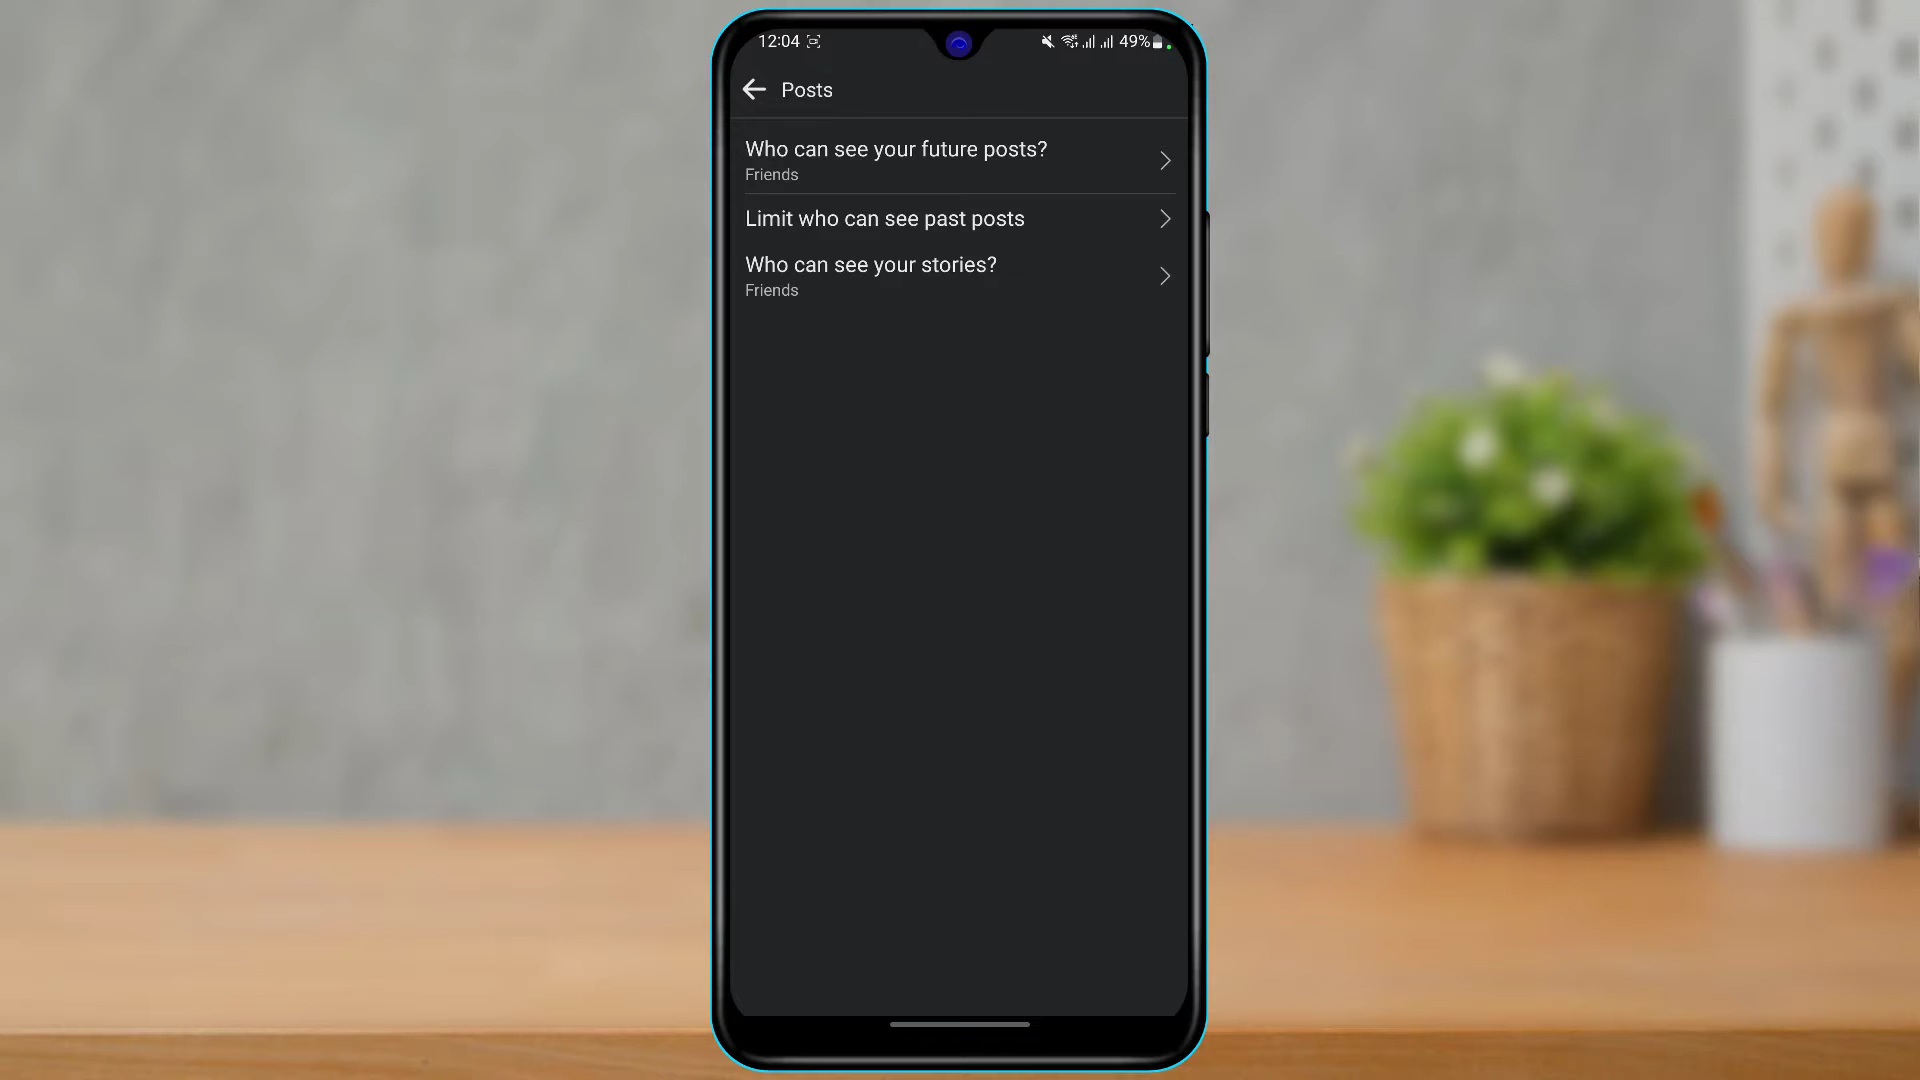 12:04
49%
Posts
Who can see your future posts?
Friends
Limit who can see past posts
Who can see your stories?
Friends